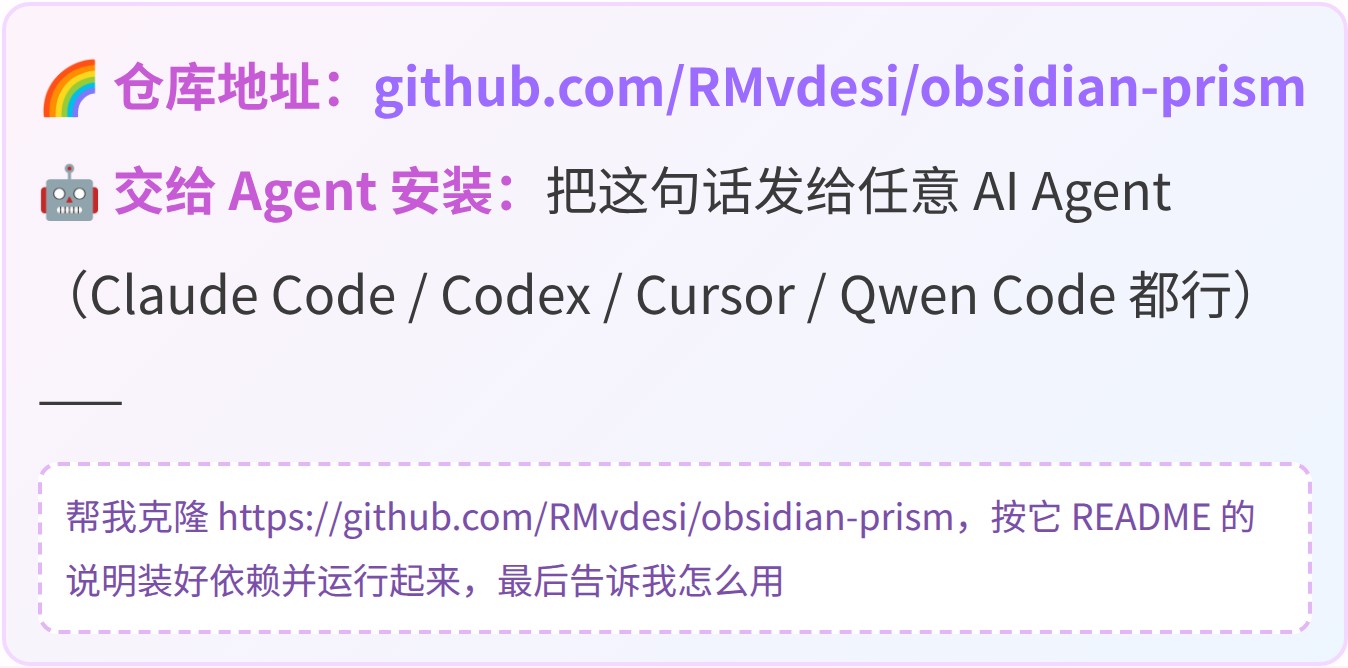 🌈 仓库地址：github.com/RMvdesi/obsidian-prism
🤖 交给 Agent 安装：把这句话发给任意 AI Agent
（Claude Code / Codex / Cursor / Qwen Code 都行）
——
帮我克隆 https://github.com/RMvdesi/obsidian-prism，按它 README 的
说明装好依赖并运行起来，最后告诉我怎么用